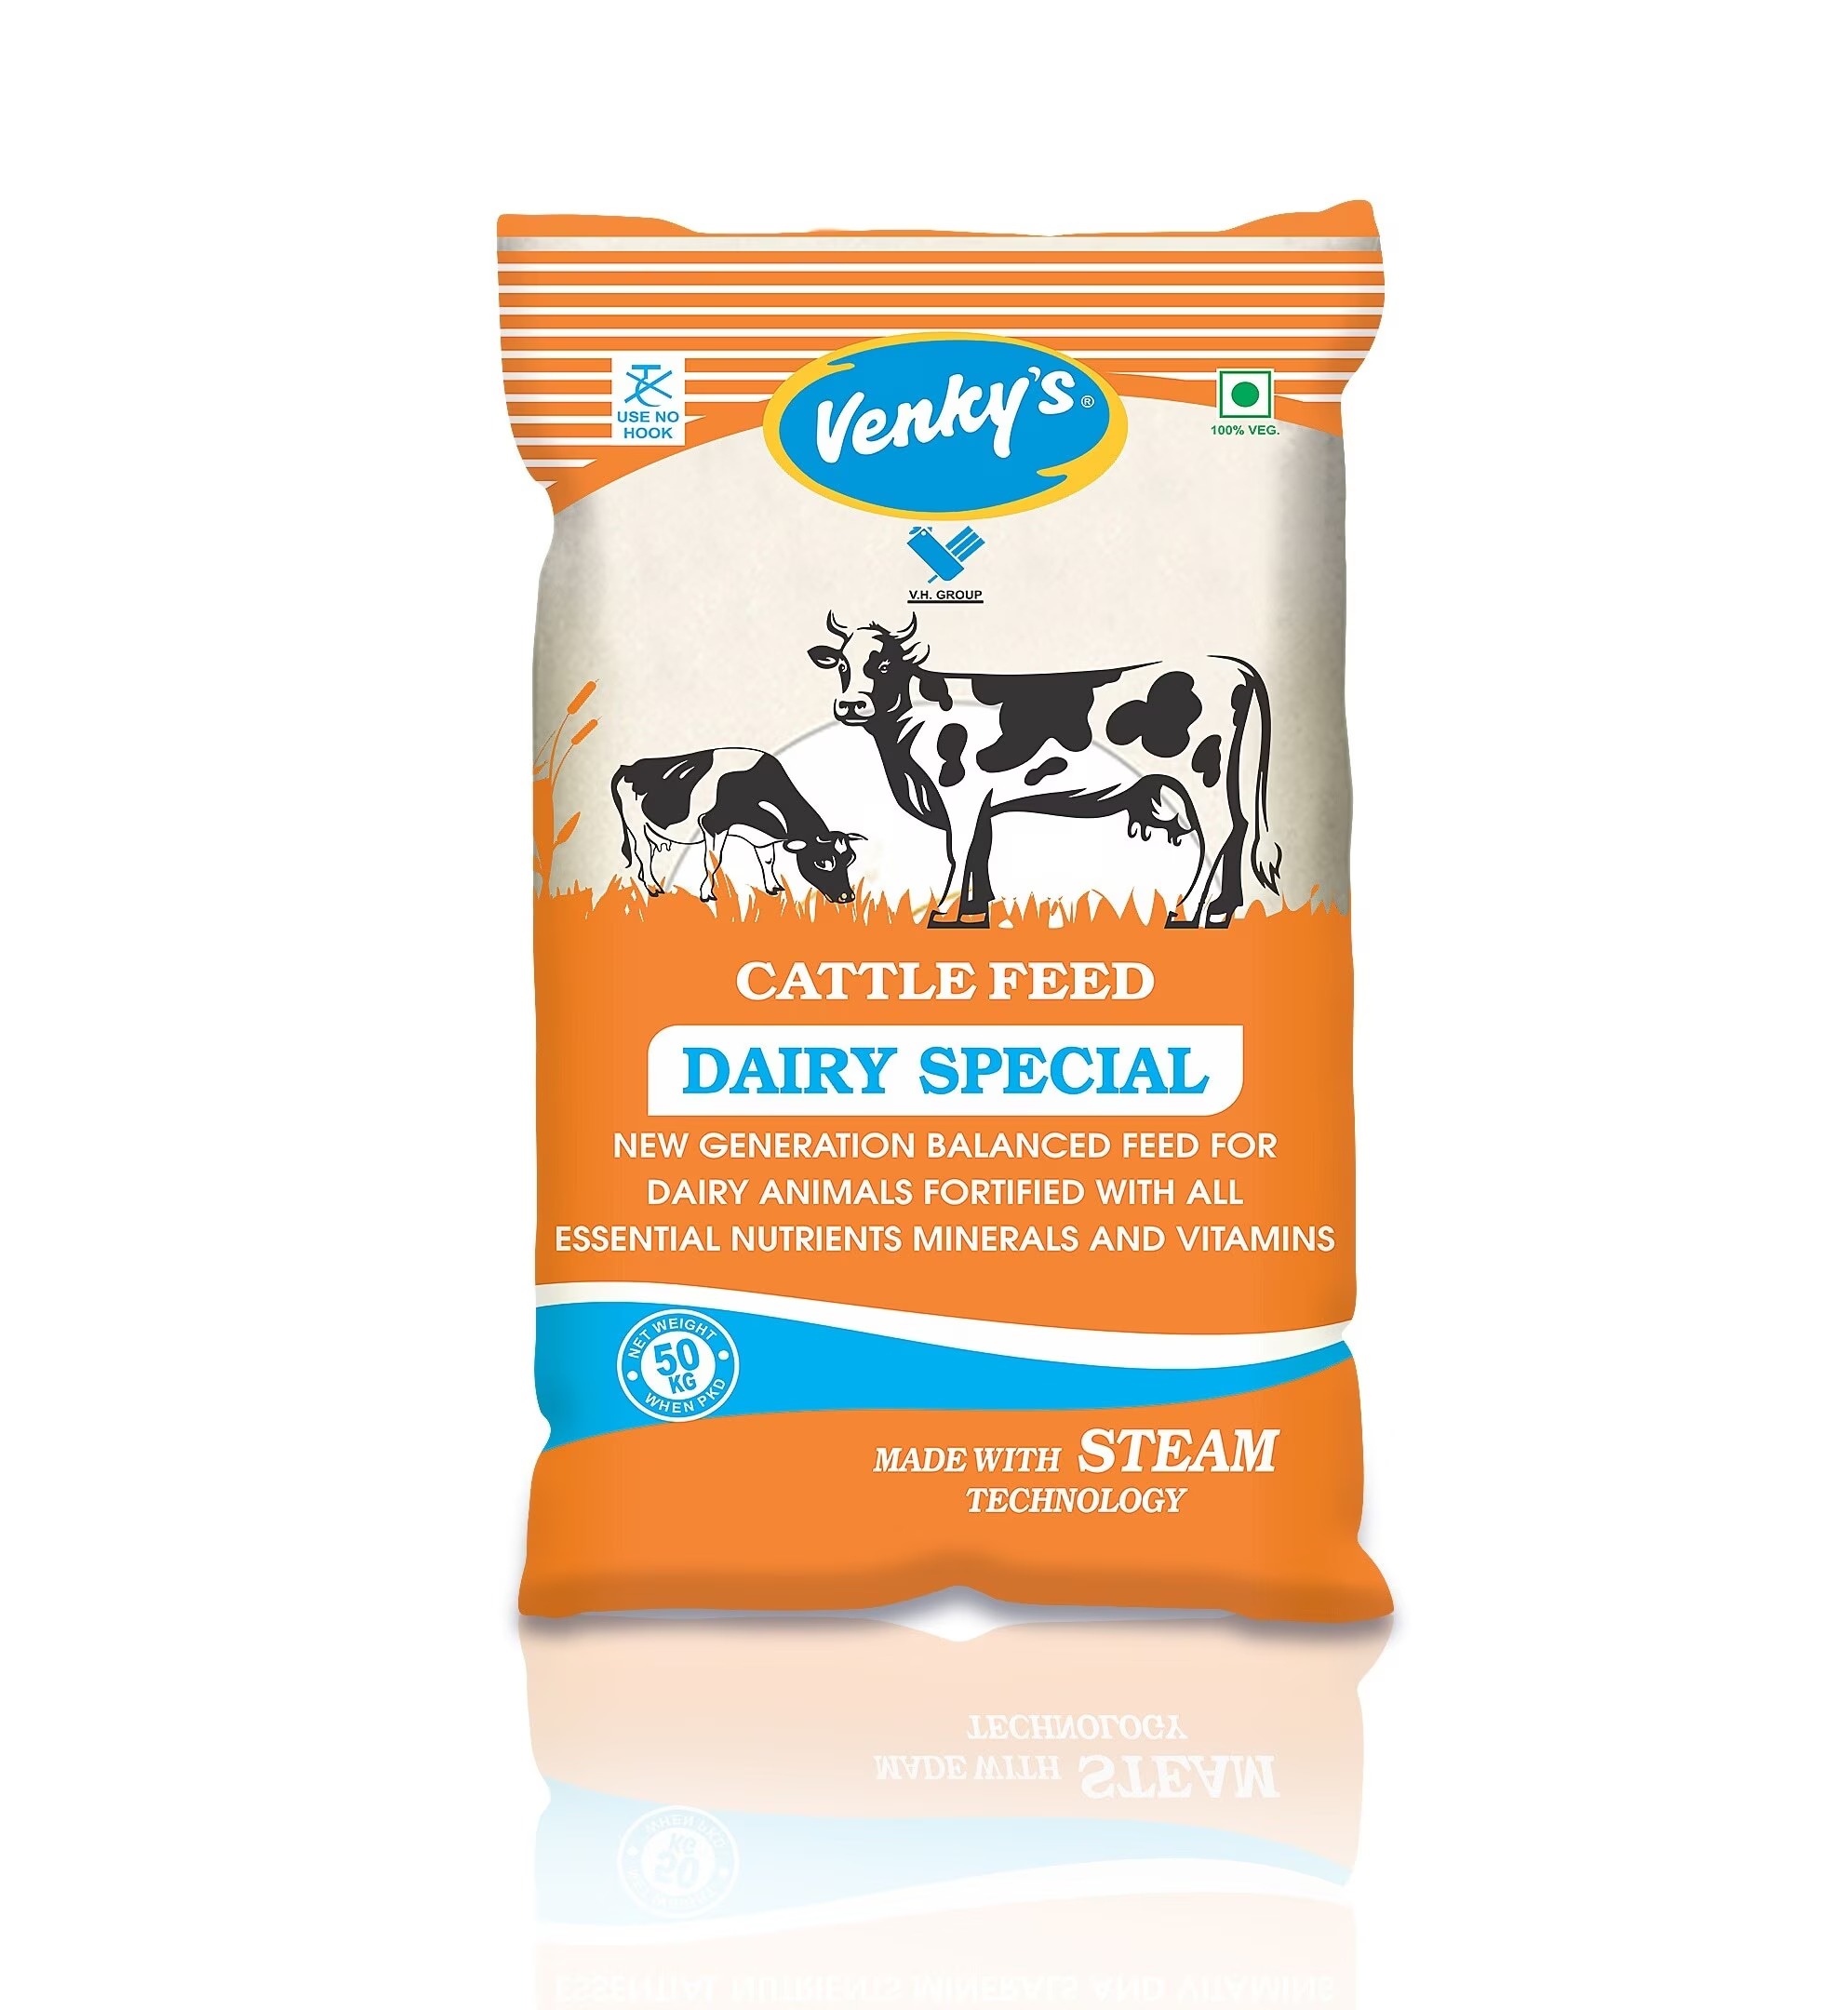 Venky's®
USE NO
HOOK
100% VEG.
V.H. GROUP
CATTLE FEED
DAIRY SPECIAL
NEW GENERATION BALANCED FEED FOR
DAIRY ANIMALS FORTIFIED WITH ALL
ESSENTIAL NUTRIENTS MINERALS AND VITAMINS
NET WEIGHT
50
KG
WHEN PKD
MADE WITH STEAM
TECHNOLOGY